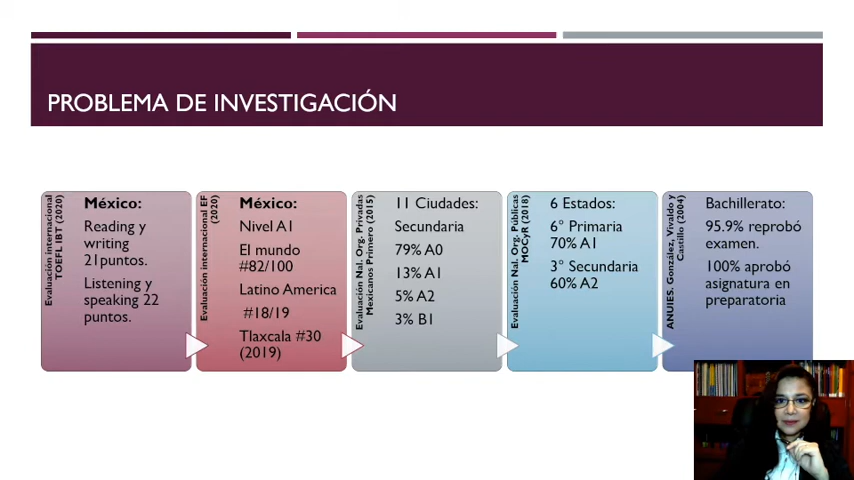 PROBLEMA DE INVESTIGACIÓN
Evaluación internacional
TOEFL IBT (2020)
México:
Reading y
writing
21puntos.
Listening y
speaking 22
puntos.
Evaluación internacional EF
(2020)
México:
Nivel A1
El mundo
#82/100
Latino America
#18/19
Tlaxcala #30
(2019)
Evaluación Nal. Org. Privadas
Mexicanos Primero (2015)
11 Ciudades:
Secundaria
79% A0
13% A1
5% A2
3% B1
Evaluación Nal. Org. Públicas
MOCyR (2018)
6 Estados:
6° Primaria
70% A1
3° Secundaria
60% A2
ANUIES. González, Vivaldo y
Castillo (2004)
Bachillerato:
95.9% reprobó
examen.
100% aprobó
asignatura en
preparatoria